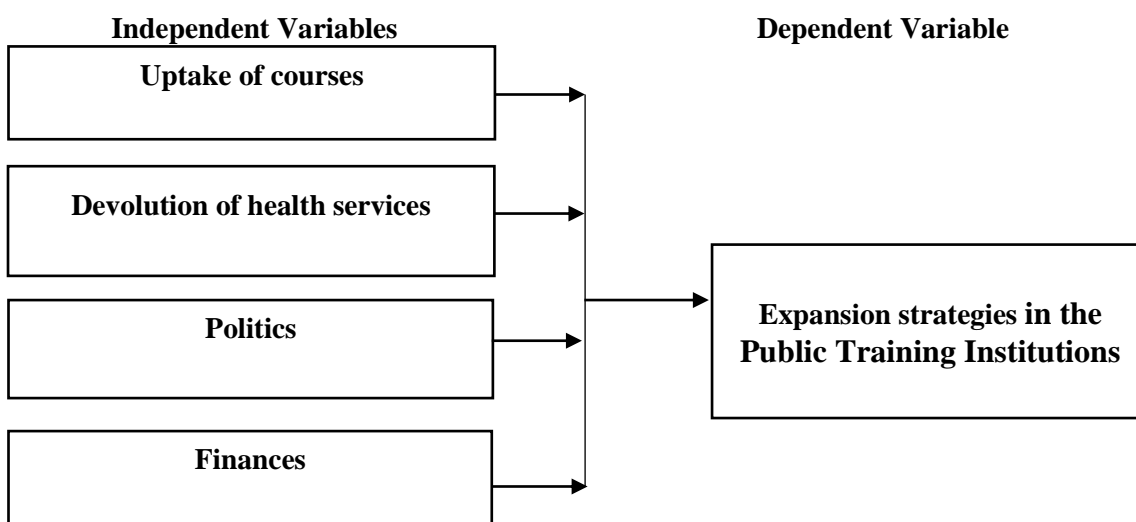 Independent Variables
Dependent Variable
Uptake of courses
Devolution of health services
Politics
Finances
Expansion strategies in the
Public Training Institutions